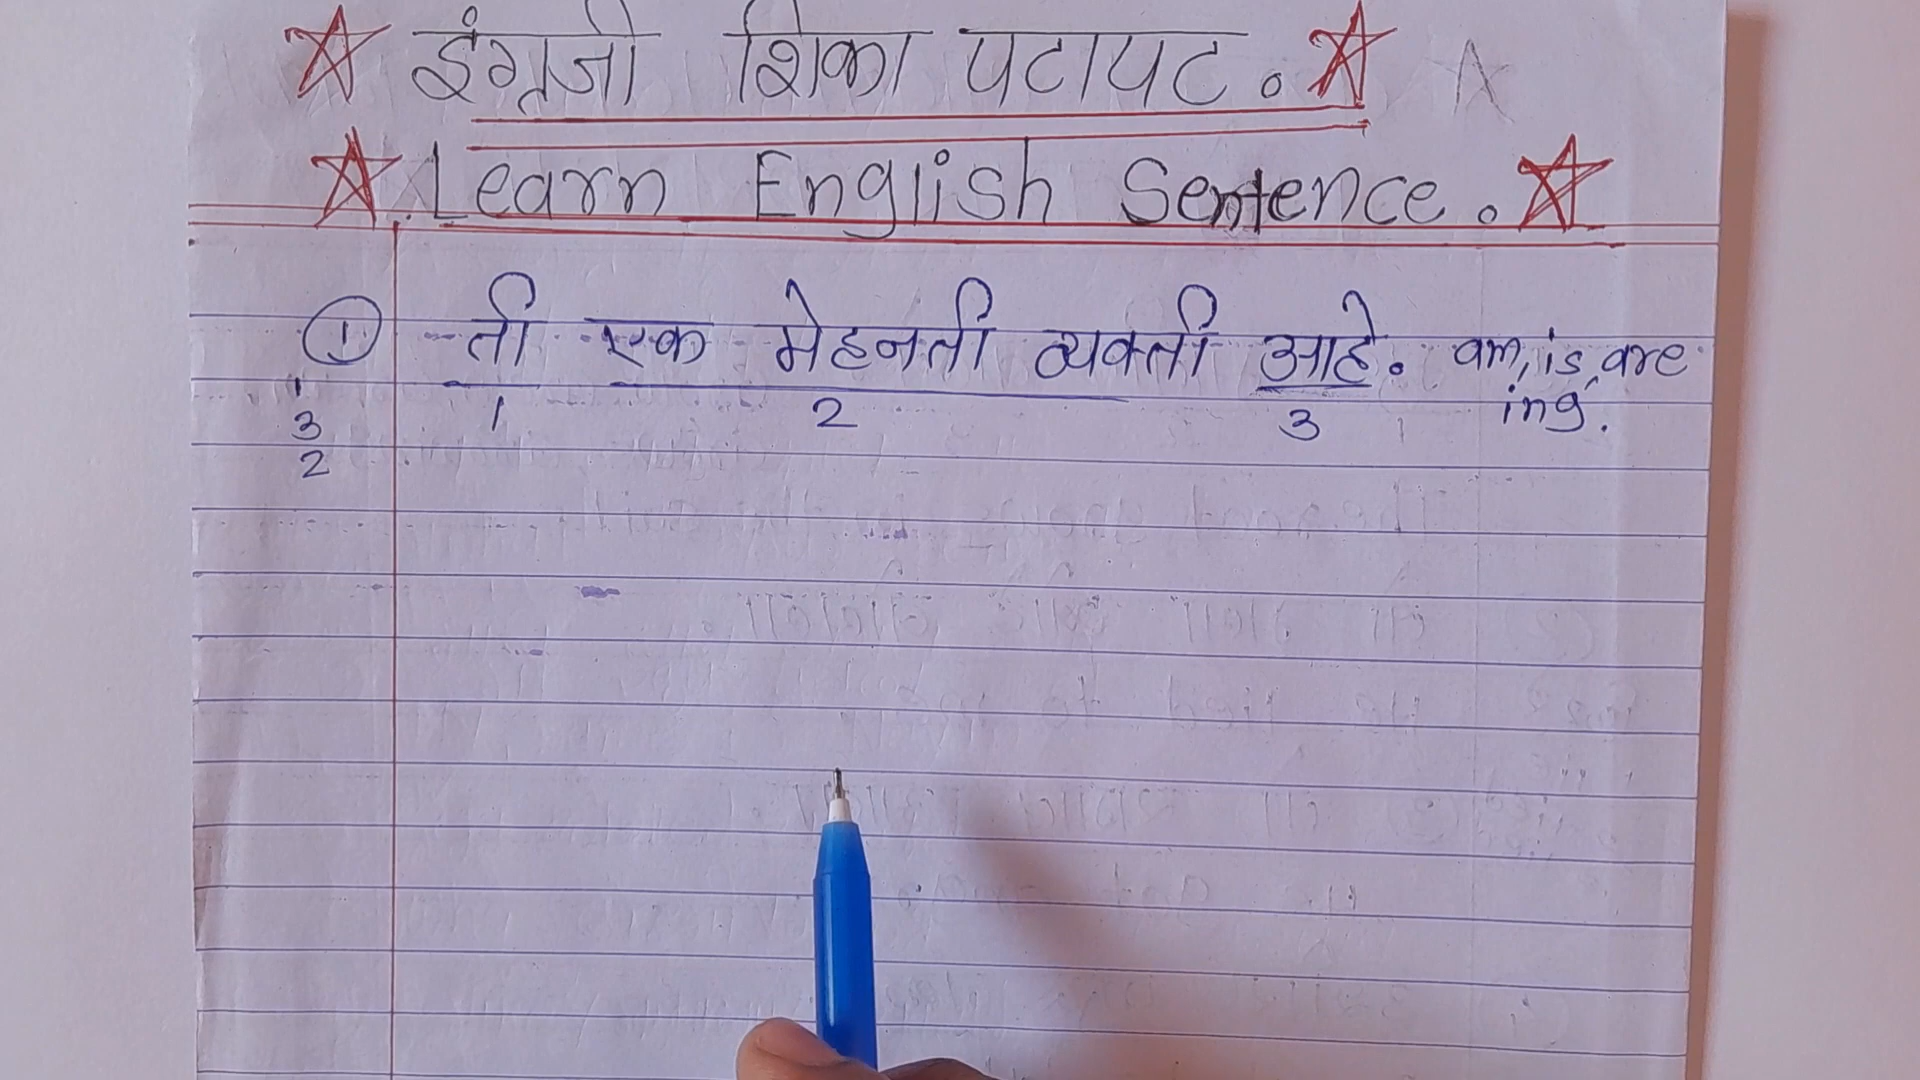 इंग्रजी शिका पटापट.
Learn English Sentence.
① ती एक मेहनती व्यक्ती आहे. am, is, are
1 2 3 ing.
1
3
2